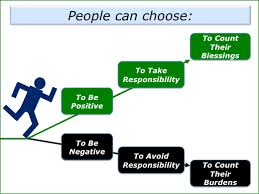 People can choose:
To Count
Their
Blessings
To Take
Responsibility
To Be
Positive
To Be
Negative
To Avoid
Responsibility
To Count
Their
Burdens